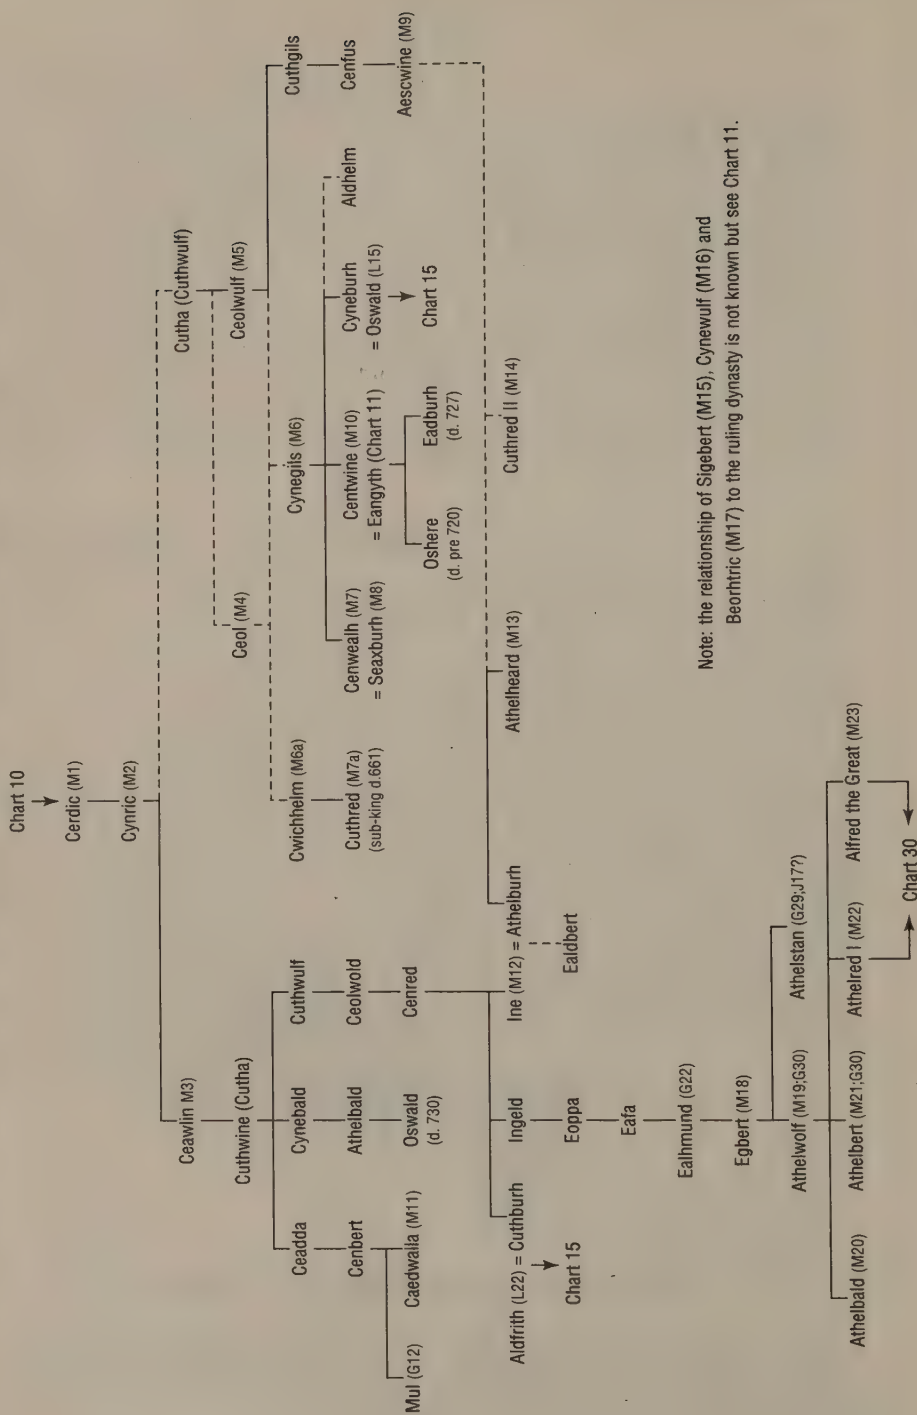 Chart 10
Cerdic (M1)
Cynric (M2)
Ceawlin M3)
Cutha (Cuthwulf)
Cuthwine (Cutha)
Ceol (M4)
Ceolwulf (M5)
Ceadda
Cynebald
Cuthwulf
Cwichhelm (M6a)
Cynegils (M6)
Cuthgils
Cenbert
Athelbald
Ceolwold
Cuthred (M7a)
(sub-king d.661)
Cenwealh (M7)
= Seaxburh (M8)
Centwine (M10)
= Eangyth (Chart 11)
Cyneburh
= Oswald (L15)
Aldhelm
Cenfus
Mul (G12)
Caedwalla (M11)
Oswald
(d. 730)
Cenred
Oshere
(d. pre 720)
Eadburh
(d. 727)
Chart 15
Aescwine (M9)
Aldfrith (L22) = Cuthburh
Ingeld
Ine (M12) = Athelburh
Athelheard (M13)
Cuthred II (M14)
Chart 15
Eoppa
Ealdbert
Eafa
Ealhmund (G22)
Egbert (M18)
Athelwolf (M19;G30)
Athelstan (G29;J17?)
Athelbald (M20)
Athelbert (M21;G30)
Athelred I (M22)
Alfred the Great (M23)
Chart 30
Note: the relationship of Sigebert (M15), Cynewulf (M16) and
Beorhtric (M17) to the ruling dynasty is not known but see Chart 11.